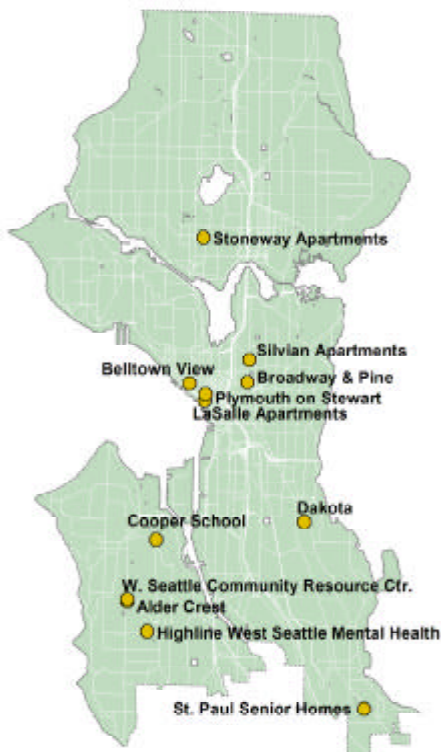 Stoneway Apartments
Silvian Apartments
Belltown View
Broadway & Pine
Plymouth on Stewart
LaSalle Apartments
Dakota
Cooper School
W. Seattle Community Resource Ctr.
Alder Crest
Highline West Seattle Mental Health
St. Paul Senior Homes